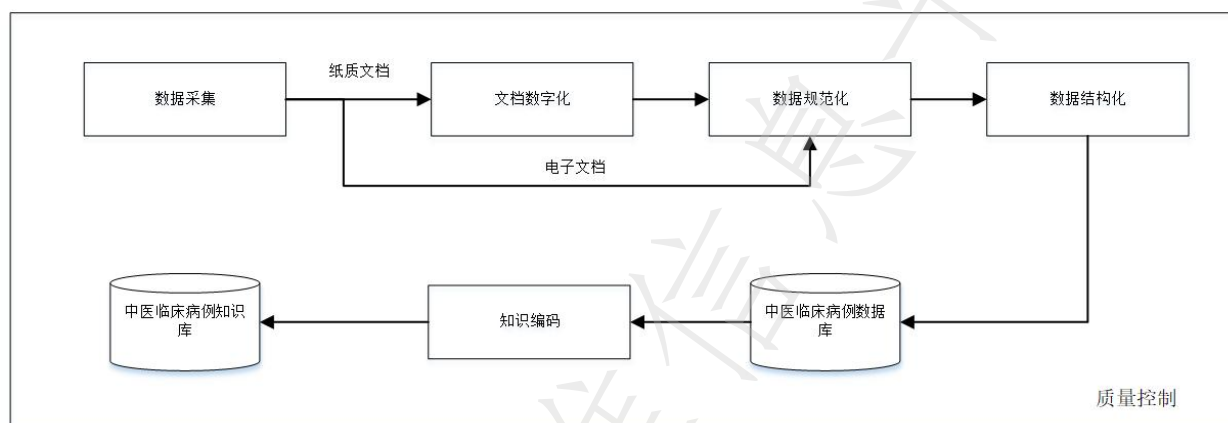 纸质文档
数据采集
文档数字化
数据规范化
数据结构化
电子文档
中医临床病例知识
库
知识编码
中医临床病例数据
库
质量控制